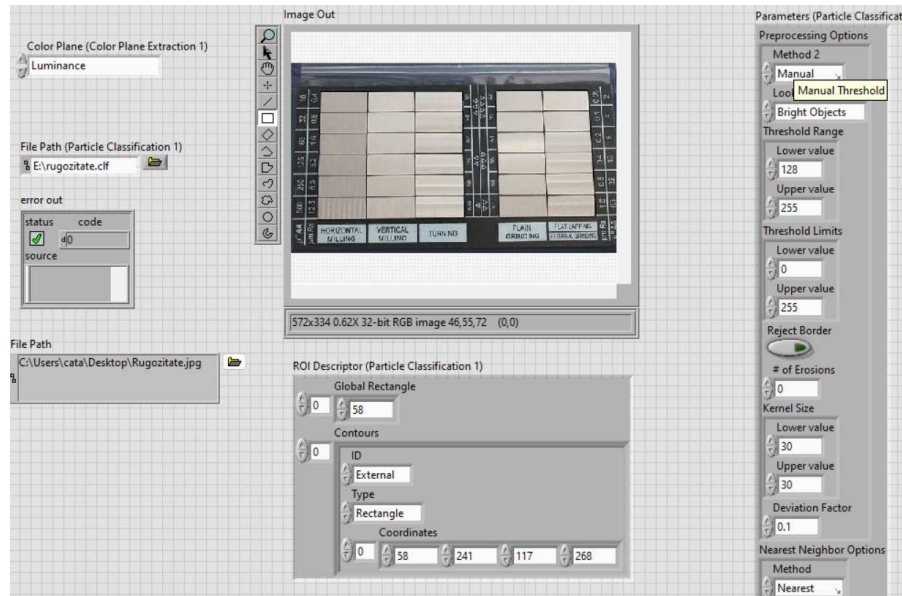 Image Out
Parameters (Particle Classificat
Color Plane (Color Plane Extraction 1)
Luminance
Preprocessing Options
Method 2
Manual
Manual Threshold
Loo
Bright Objects
File Path (Particle Classification 1)
E:\rugozitate.clf
Threshold Range
Lower value
128
Upper value
255
error out
status
code
d0
source
HORIZONTAL
MILLING
VERTICAL
MILLING
TURNING
PLAIN
GRINDING
FLAT LAPPING
Threshold Limits
Lower value
0
Upper value
255
572x334 0.62X 32-bit RGB image 46,55,72 (0,0)
Reject Border
# of Erosions
0
File Path
C:\Users\cata\Desktop\Rugozitate.jpg
ROI Descriptor (Particle Classification 1)
Global Rectangle
0
58
Contours
0
ID
External
Type
Rectangle
Coordinates
0
58
241
117
268
Kernel Size
Lower value
30
Upper value
30
Deviation Factor
0.1
Nearest Neighbor Options
Method
Nearest